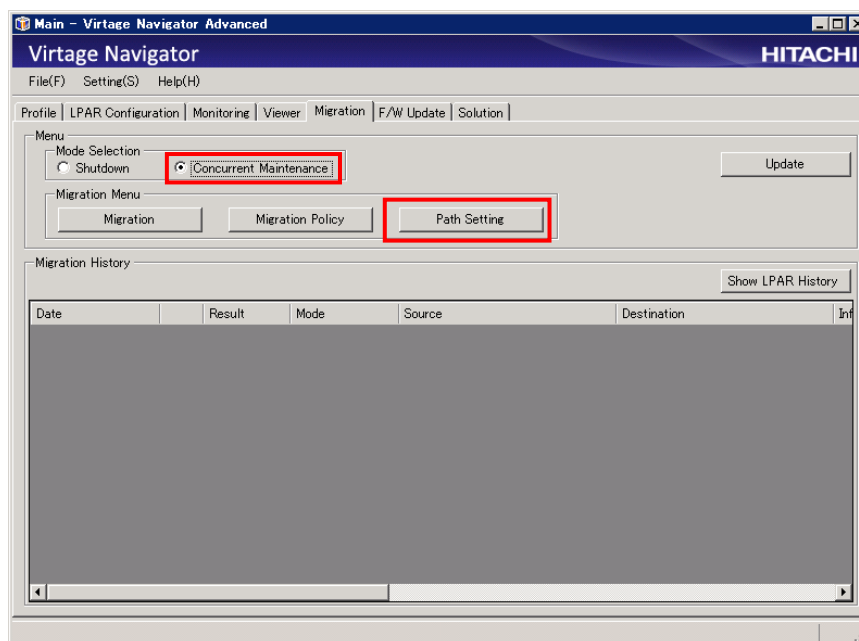 Main - Virtage Navigator Advanced
Virtage Navigator
HITACHI
File(F) Setting(S) Help(H)
Profile LPAR Configuration Monitoring Viewer Migration F/W Update Solution
Menu
Mode Selection
Shutdown Concurrent Maintenance Update
Migration Menu
Migration Migration Policy Path Setting
Migration History
Show LPAR History
Date Result Mode Source Destination Inf